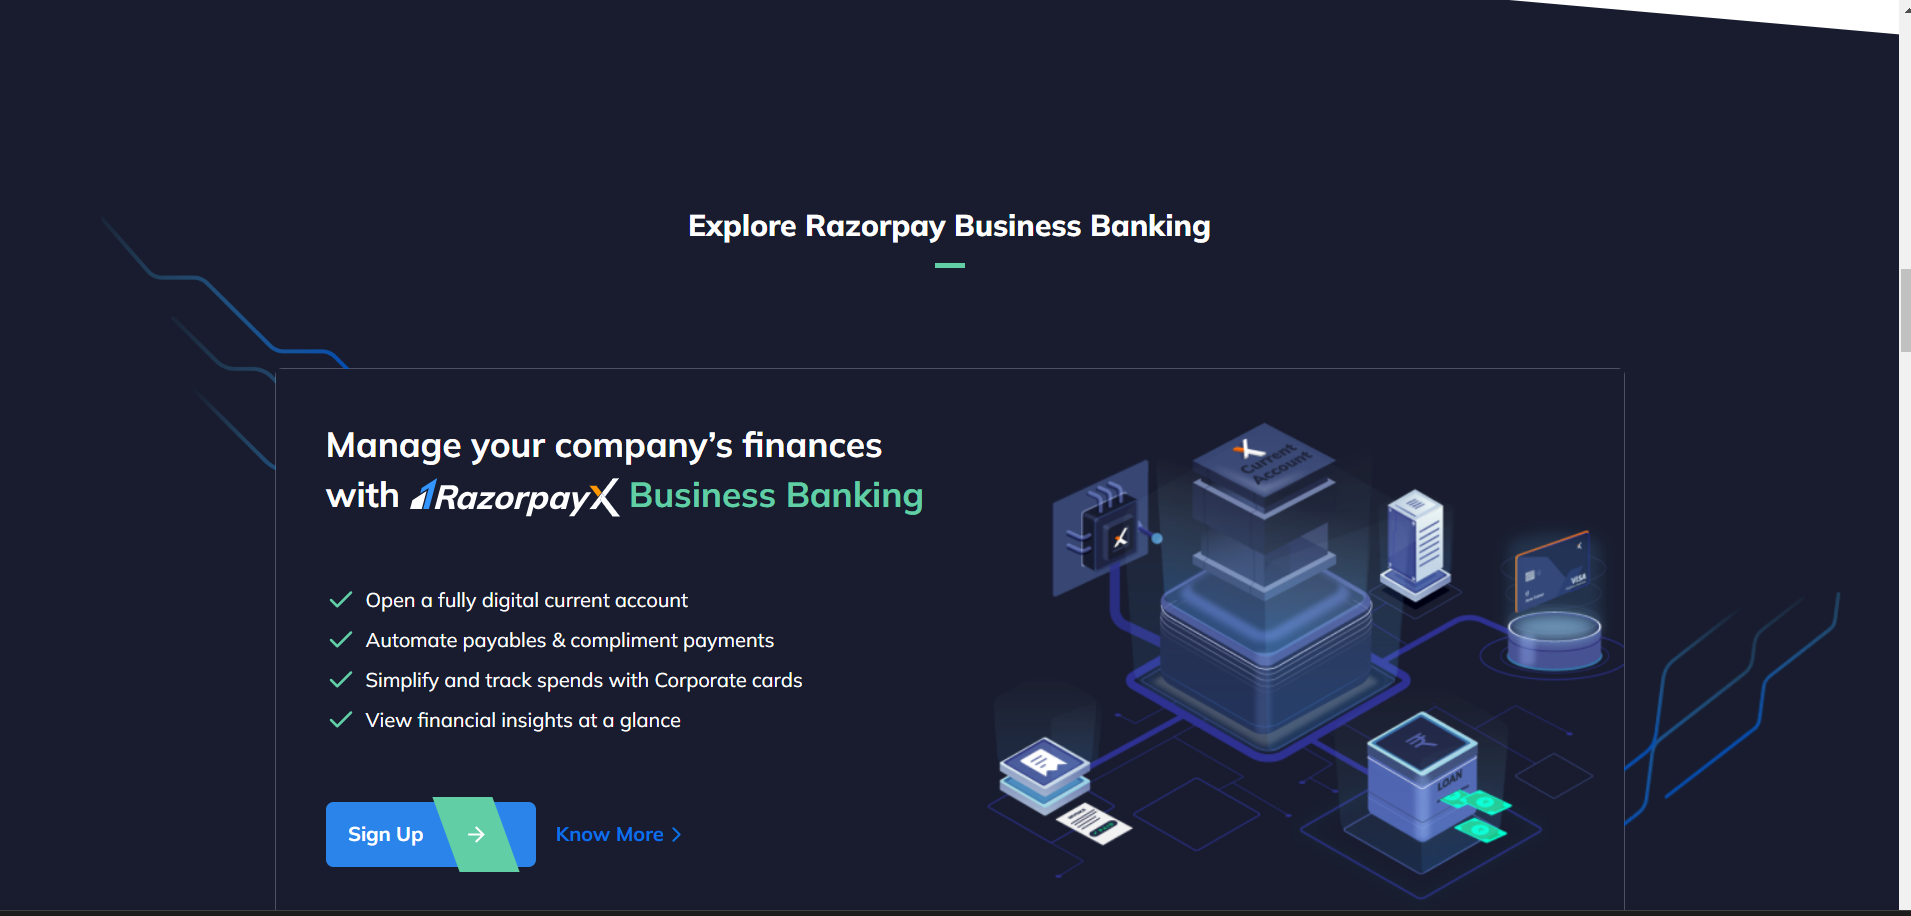 Explore Razorpay Business Banking
Manage your company’s finances
with RazorpayX Business Banking
Open a fully digital current account
Automate payables & compliment payments
Simplify and track spends with Corporate cards
View financial insights at a glance
Sign Up
Know More
Current
Account
VISA
LOAN